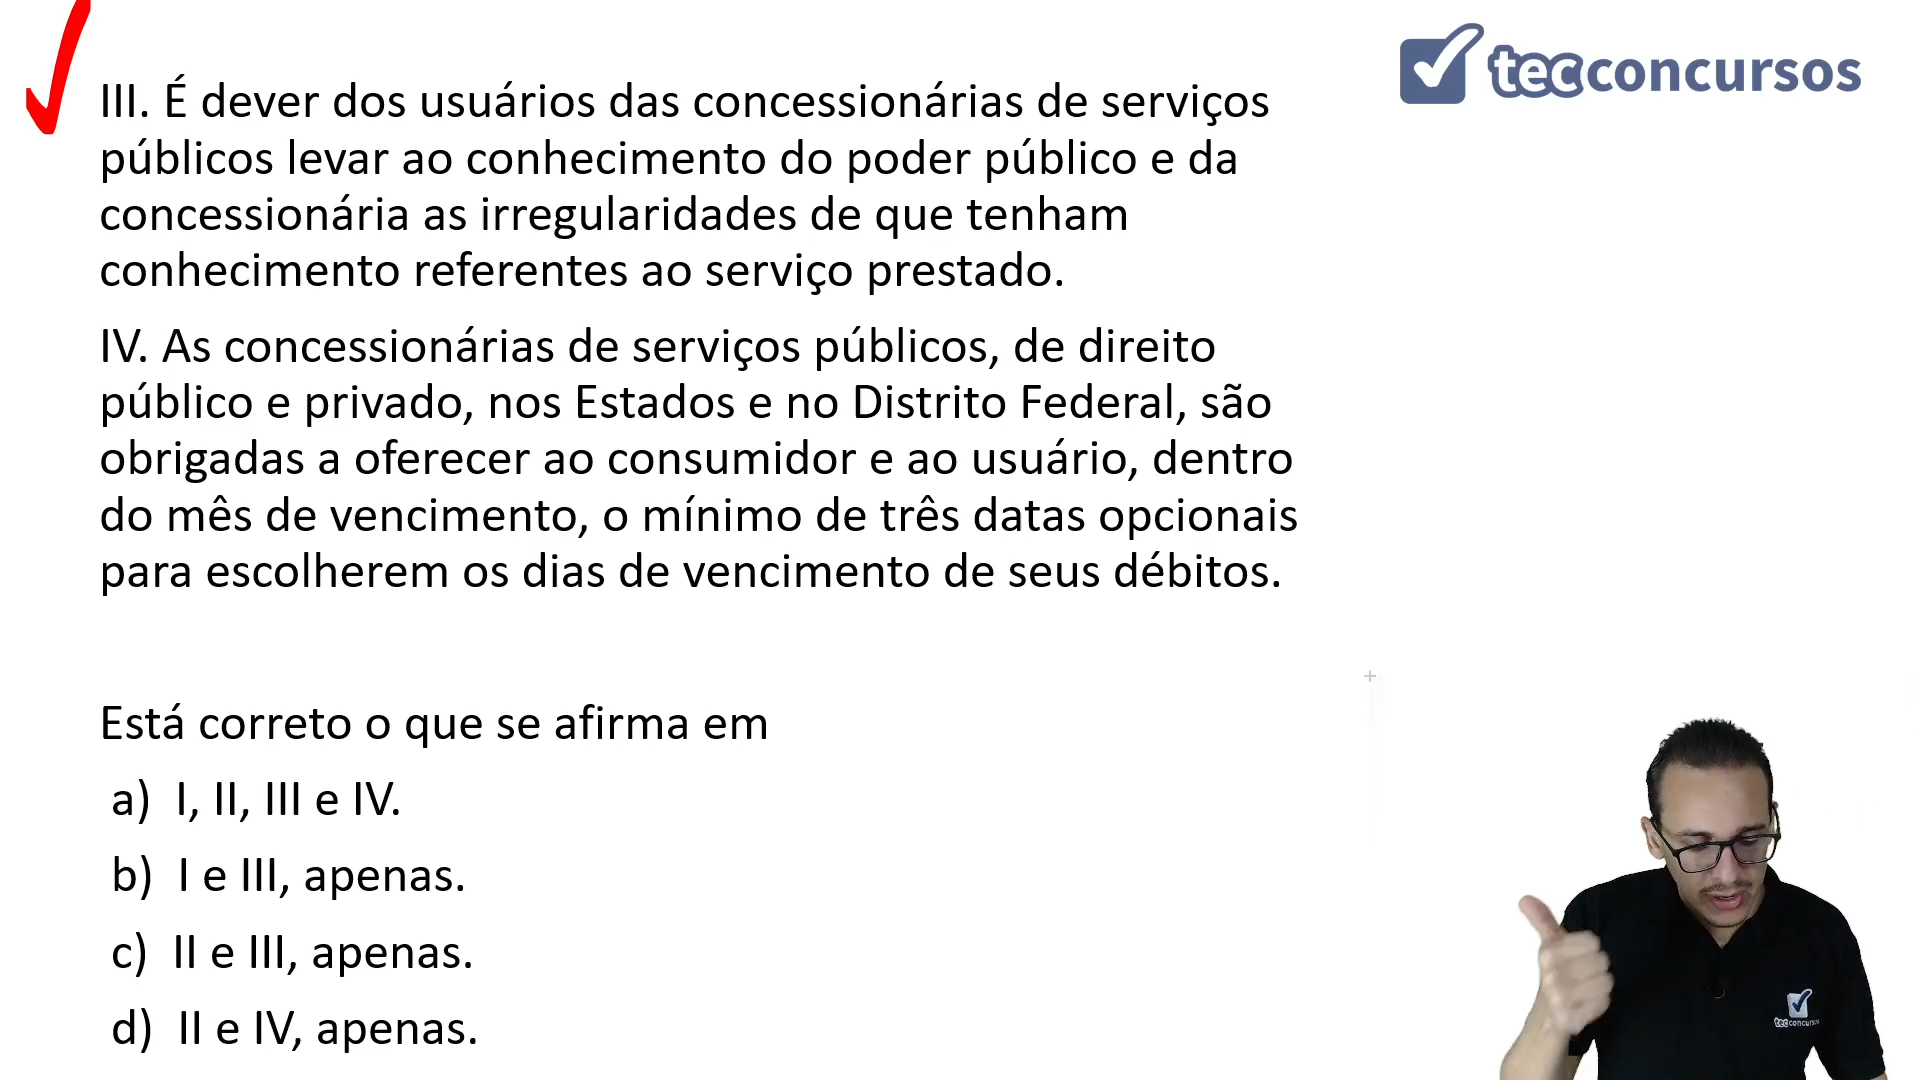 tecconcursos
III. É dever dos usuários das concessionárias de serviços
públicos levar ao conhecimento do poder público e da
concessionária as irregularidades de que tenham
conhecimento referentes ao serviço prestado.
IV. As concessionárias de serviços públicos, de direito
público e privado, nos Estados e no Distrito Federal, são
obrigadas a oferecer ao consumidor e ao usuário, dentro
do mês de vencimento, o mínimo de três datas opcionais
para escolherem os dias de vencimento de seus débitos.
Está correto o que se afirma em
a) I, II, III e IV.
b) I e III, apenas.
c) II e III, apenas.
d) II e IV, apenas.
tecconcursos